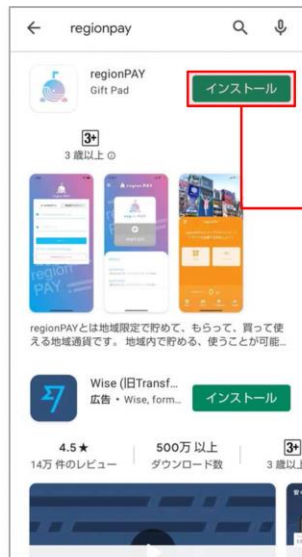 regionpay
regionPAY
Gift Pad
インストール
3+
3 歳以上
region PAY
region
PAY
regionPAYとは地域限定で貯めて、もらって、買って使
える地域通貨です。 地域内で貯める、使うことが可能...
Wise (旧Transf...
広告・Wise, form...
インストール
4.5★
500万 以上
3+
14万 件のレビュー
ダウンロード数
3 歳以上